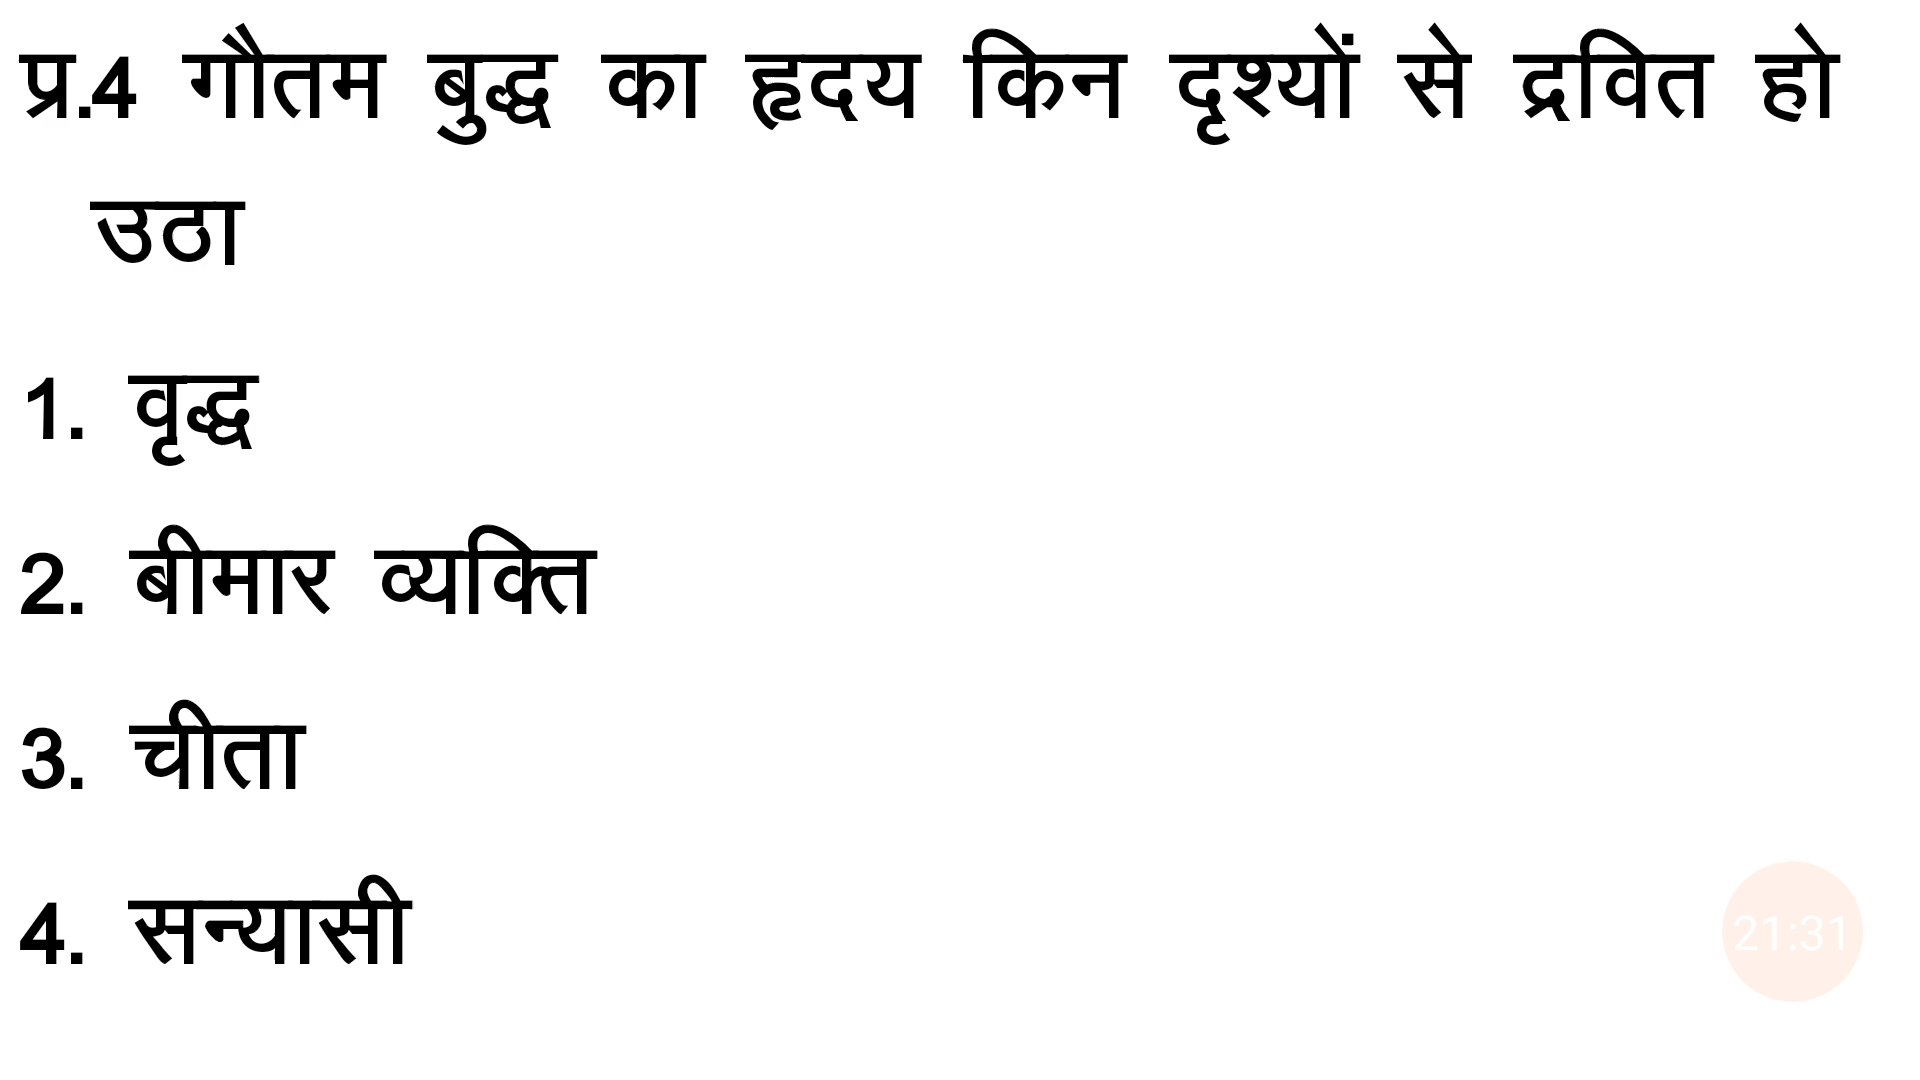 प्र.4 गौतम बुद्ध का हृदय किन दृश्यों से द्रवित हो
उठा
1. वृद्ध
2. बीमार व्यक्ति
3. चीता
4. सन्यासी
21:31